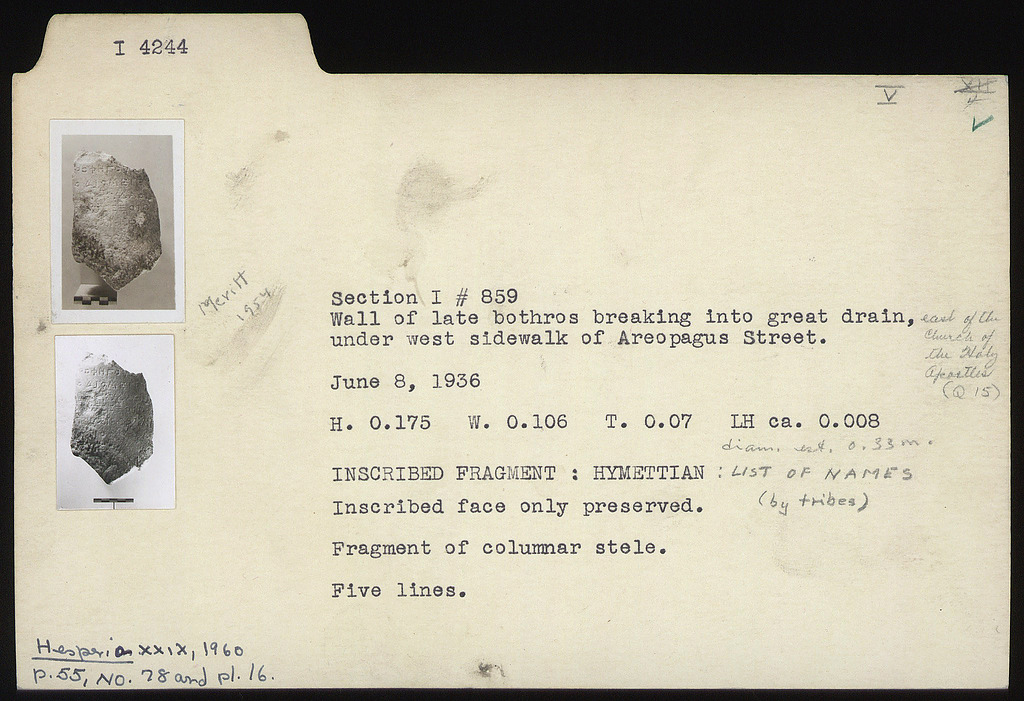 I 4244
V
XII
4
Meritt
1954
Section I # 859
Wall of late bothros breaking into great drain, east of the
under west sidewalk of Areopagus Street. Church of
the Holy
Apostles
(Q 15)
June 8, 1936
H. 0.175 W. 0.106 T. 0.07 LH ca. 0.008
diam. est. 0.33 m.
INSCRIBED FRAGMENT : HYMETTIAN : LIST OF NAMES
(by tribes)
Inscribed face only preserved.
Fragment of columnar stele.
Five lines.
Hesperia XXIX, 1960
p. 55, NO. 78 and pl. 16.